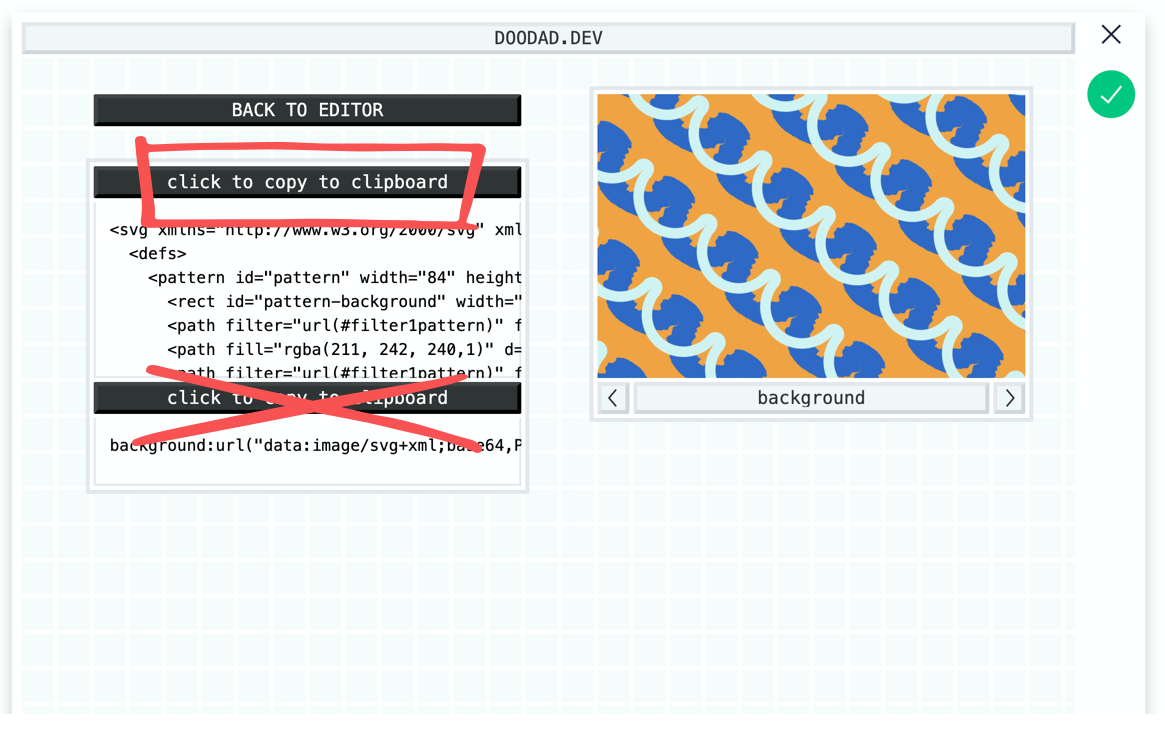 DOODAD.DEV
BACK TO EDITOR
click to copy to clipboard
<svg xmlns="http://www.w3.org/2000/svg" xml
<defs>
<pattern id="pattern" width="84" height
<rect id="pattern-background" width="
<path filter="url(#filter1pattern)" f
<path fill="rgba(211, 242, 240,1)" d=
<path filter="url(#filter1pattern)" f
click to copy to clipboard
background:url("data:image/svg+xml;base64,P
background